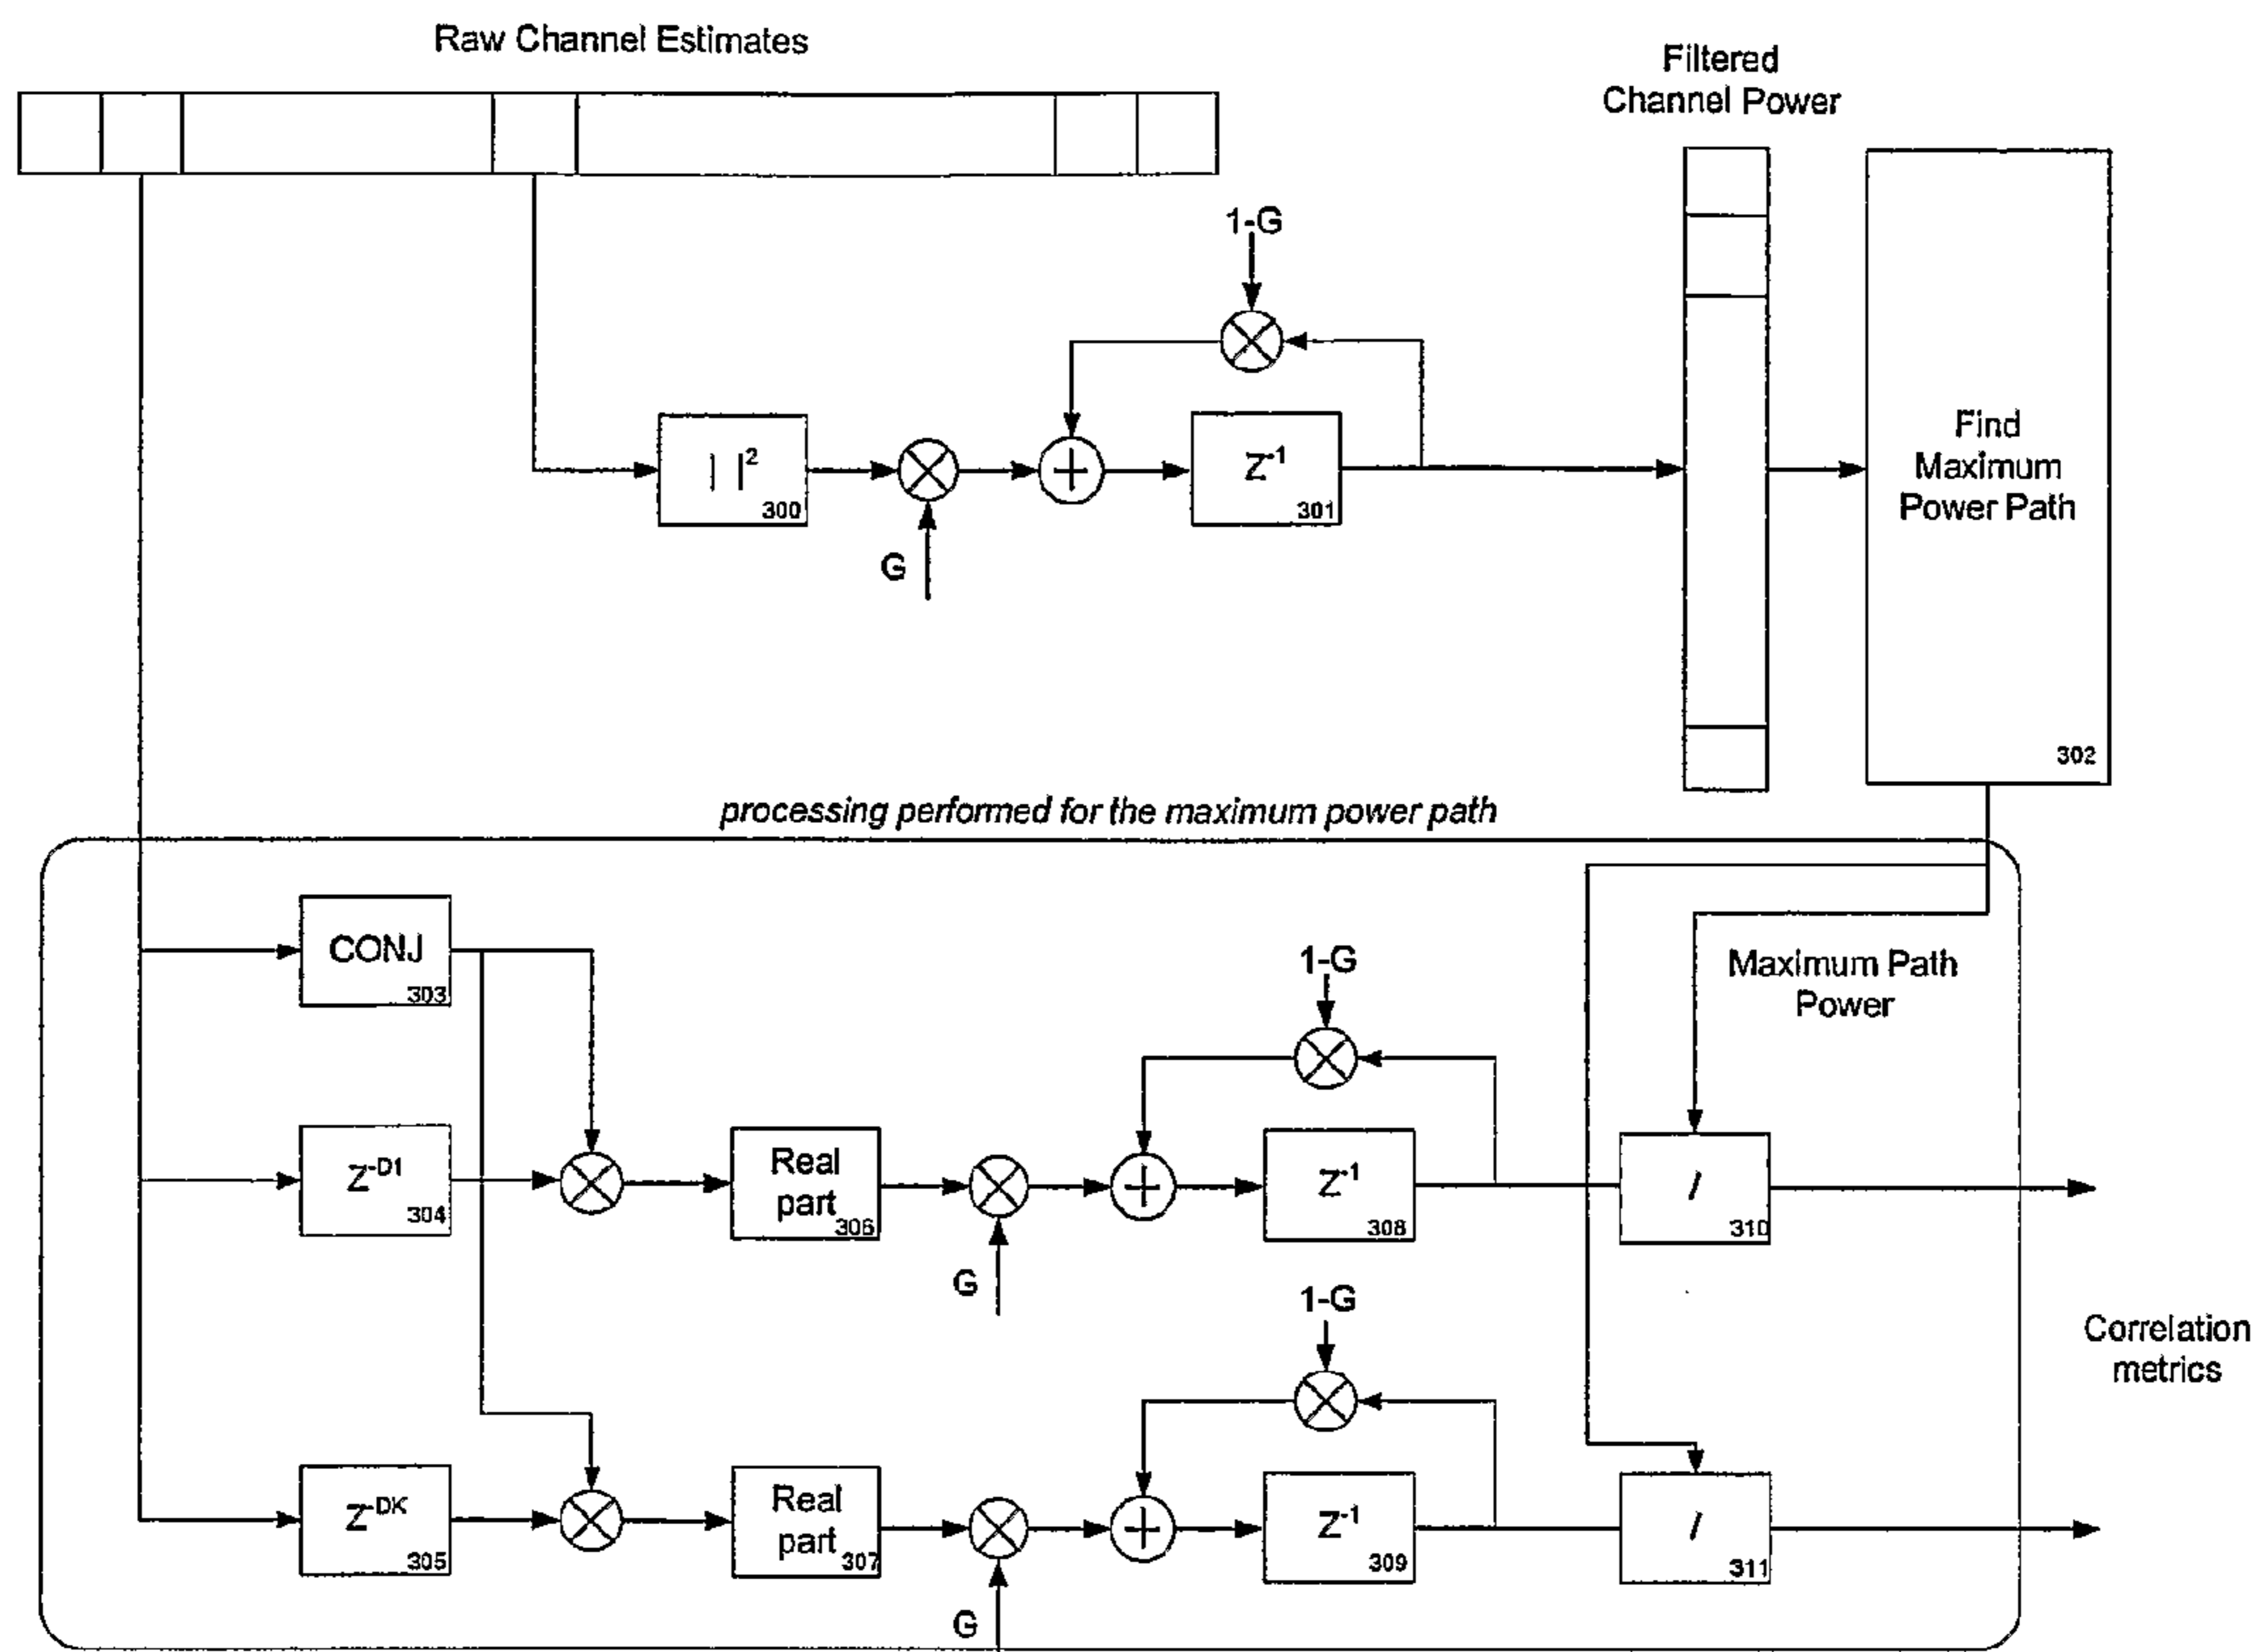 Raw Channel Estimates
Filtered
Channel Power
1-G
| |²
300
G
Z⁻¹
301
Find
Maximum
Power Path
302
processing performed for the maximum power path
CONJ
303
Maximum Path
Power
1-G
Z⁻ᴰ¹
304
Real
part
306
G
Z⁻¹
308
/
310
1-G
Correlation
metrics
Z⁻ᴰᴷ
305
Real
part
307
G
Z⁻¹
309
/
311